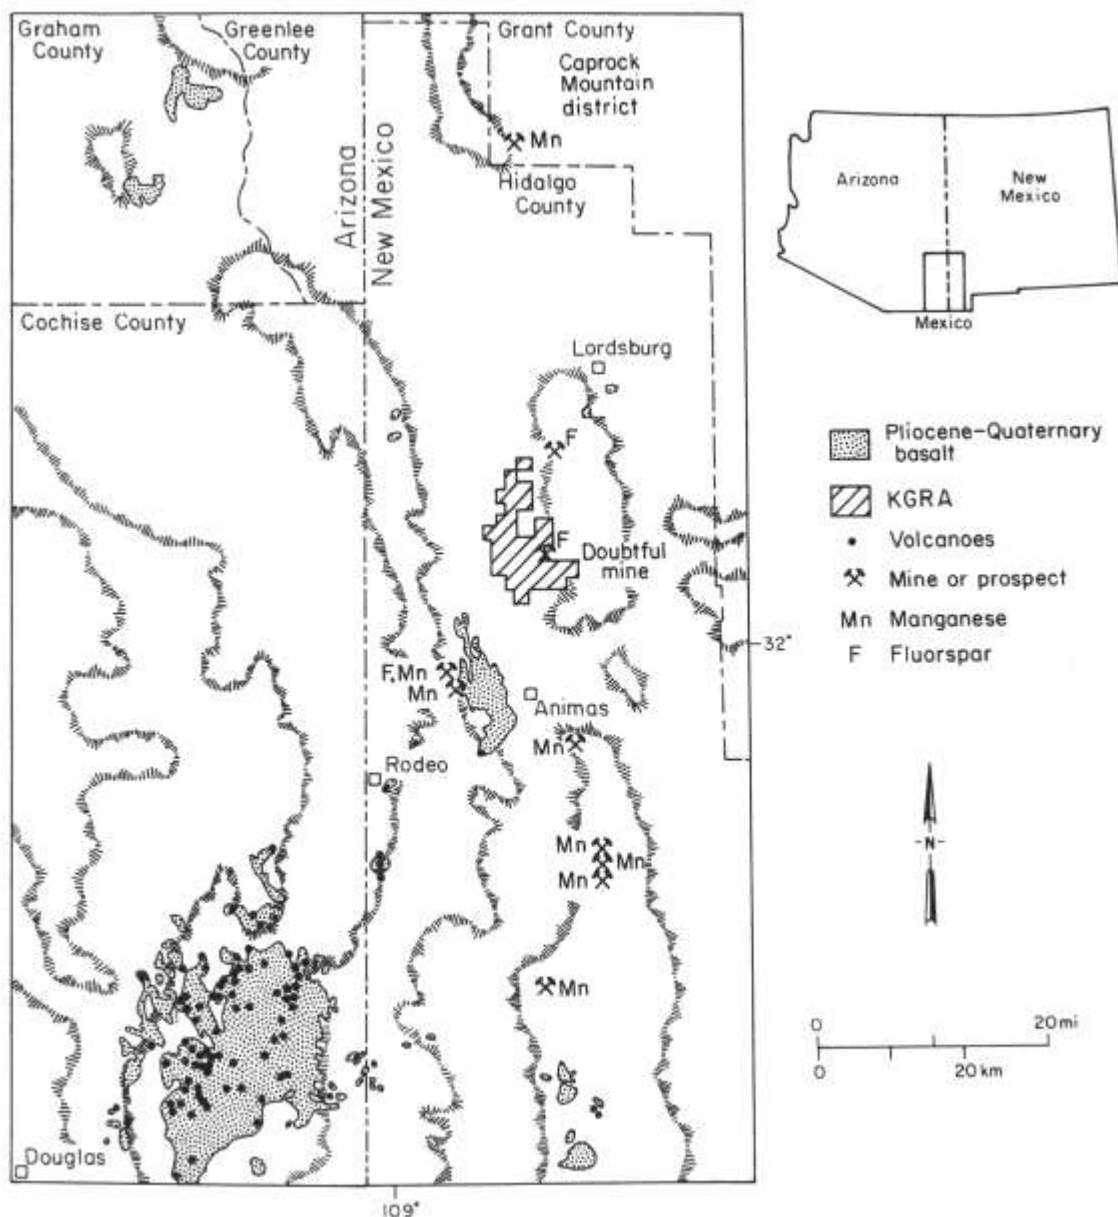 Graham
County
Greenlee
County
Grant County
Caprock
Mountain
district
Mn
Hidalgo
County
Arizona
New Mexico
Cochise County
Lordsburg
F
F
Doubtful
mine
32°
F,Mn
Mn
Animas
Mn
Rodeo
Mn
Mn
Mn
Mn
Douglas
109°
Arizona
New
Mexico
Mexico
Pliocene-Quaternary
basalt
KGRA
Volcanoes
Mine or prospect
Mn Manganese
F Fluorspar
N
0 20 mi
0 20 km